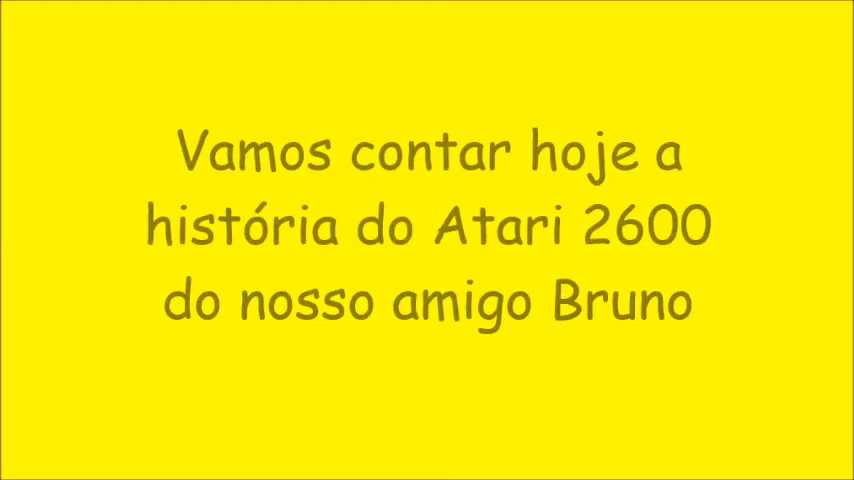 Vamos contar hoje a
história do Atari 2600
do nosso amigo Bruno